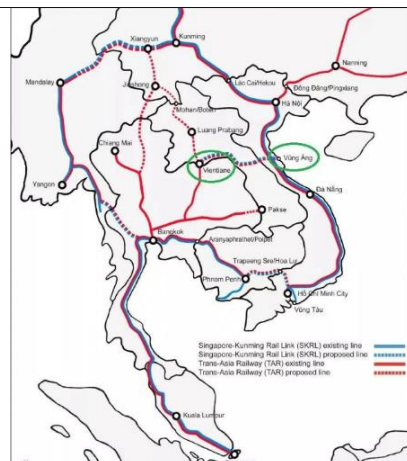 Xiangyun
Kunming
Nanning
Mandalay
Lào Cai/Hekou
Jinghong
Đồng Đăng/Pingxiang
Hà Nội
Mohan/Boten
Luang Prabang
Chiang Mai
Vientiane
Vũng Áng
Yangon
Đà Nẵng
Pakse
Bangkok
Aranyaprathet/Poipet
Trapaeng Sre/Hoa Lư
Phnom Penh
Hồ Chí Minh City
Vũng Tàu
Singapore-Kunming Rail Link (SKRL) existing line
Singapore-Kunming Rail Link (SKRL) proposed line
Trans-Asia Railway (TAR) existing line
Trans-Asia Railway (TAR) proposed line
Kuala Lumpur